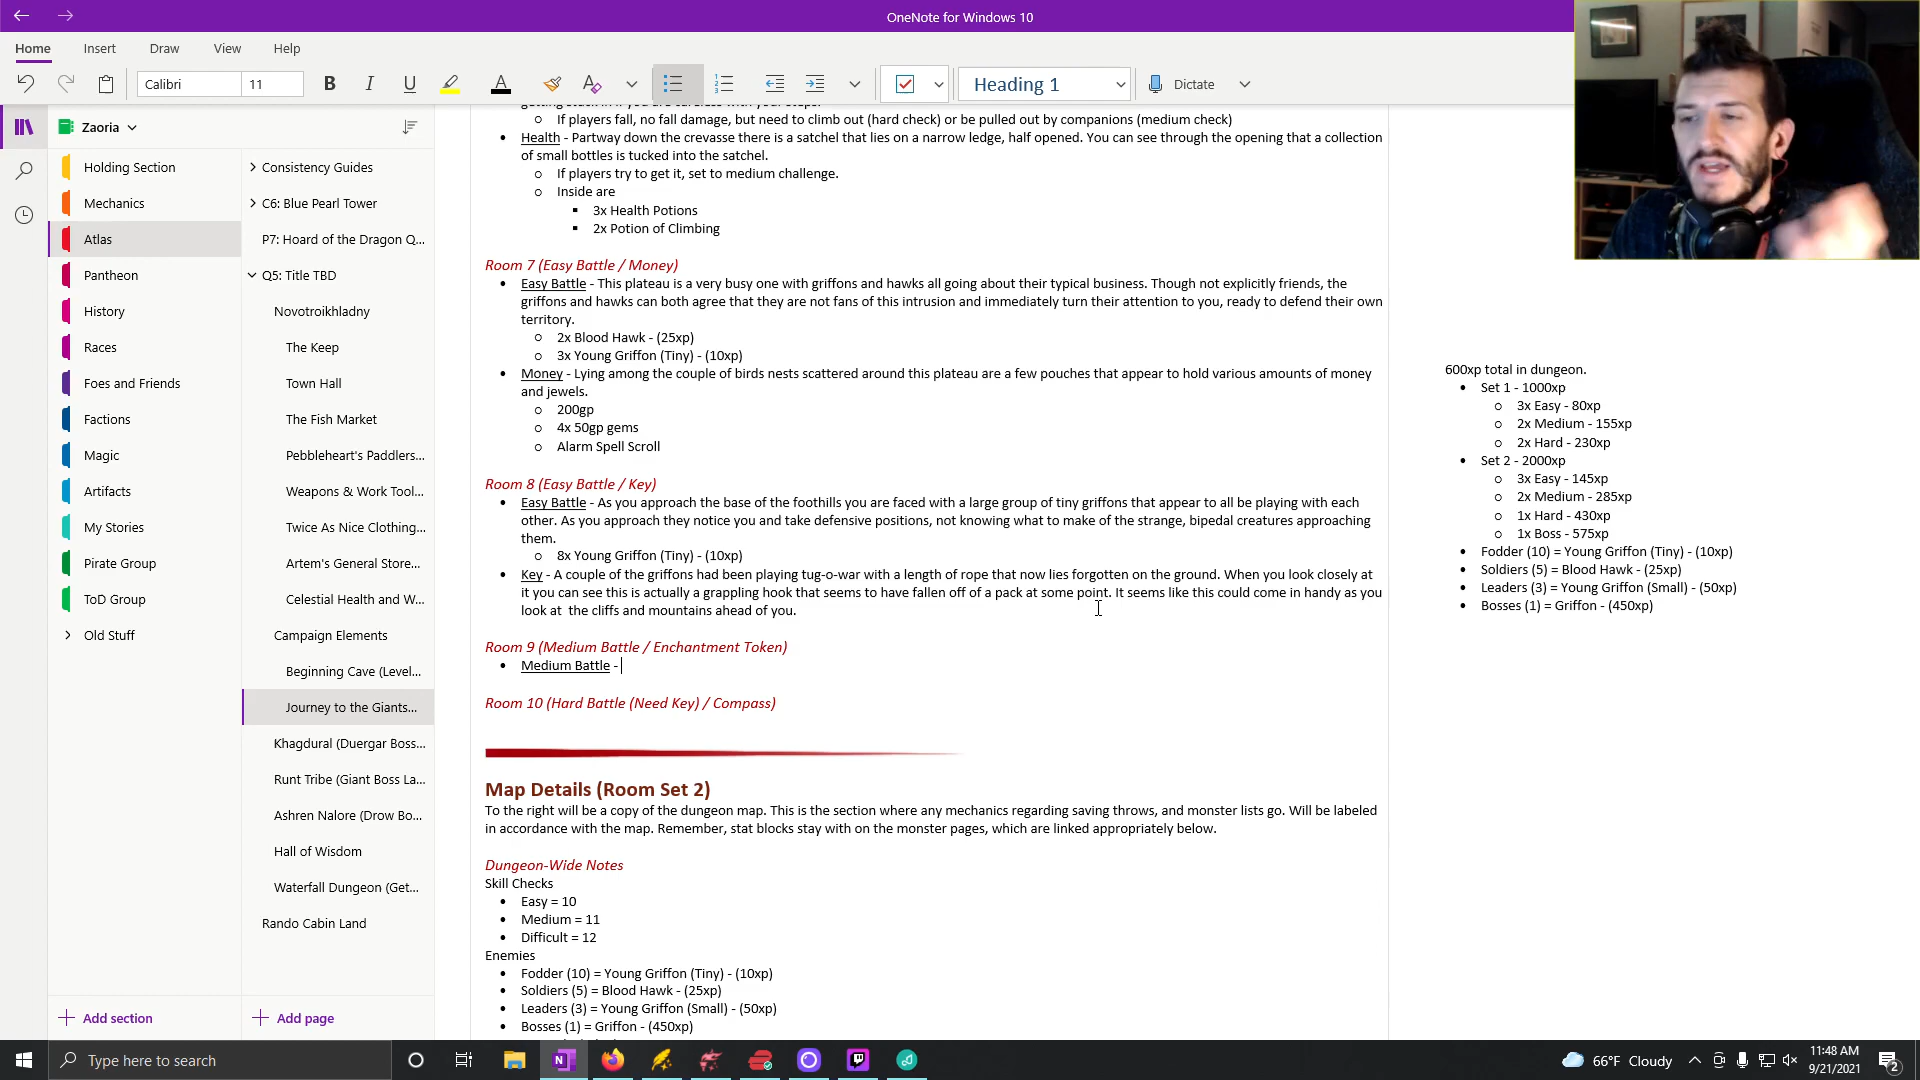 OneNote for Windows 10
Home
Insert
Draw
View
Help
Calibri
11
B
I
U
A
A
Heading 1
Dictate
Zaoria
Holding Section
Mechanics
Atlas
Pantheon
History
Races
Foes and Friends
Factions
Magic
Artifacts
My Stories
Pirate Group
ToD Group
Old Stuff
Add section
Consistency Guides
C6: Blue Pearl Tower
P7: Hoard of the Dragon Q...
Q5: Title TBD
Novotroikhladny
The Keep
Town Hall
The Fish Market
Pebbleheart's Paddlers...
Weapons & Work Tool...
Twice As Nice Clothing...
Artem's General Store...
Celestial Health and W...
Campaign Elements
Beginning Cave (Level...
Journey to the Giants...
Khagdural (Duergar Boss...
Runt Tribe (Giant Boss La...
Ashren Nalore (Drow Bo...
Hall of Wisdom
Waterfall Dungeon (Get...
Rando Cabin Land
Add page
getting stuck in if you are careless with your steps.
o If players fall, no fall damage, but need to climb out (hard check) or be pulled out by companions (medium check)
• Health - Partway down the crevasse there is a satchel that lies on a narrow ledge, half opened. You can see through the opening that a collection
of small bottles is tucked into the satchel.
o If players try to get it, set to medium challenge.
o Inside are
▪ 3x Health Potions
▪ 2x Potion of Climbing
Room 7 (Easy Battle / Money)
• Easy Battle - This plateau is a very busy one with griffons and hawks all going about their typical business. Though not explicitly friends, the
griffons and hawks can both agree that they are not fans of this intrusion and immediately turn their attention to you, ready to defend their own
territory.
o 2x Blood Hawk - (25xp)
o 3x Young Griffon (Tiny) - (10xp)
• Money - Lying among the couple of birds nests scattered around this plateau are a few pouches that appear to hold various amounts of money
and jewels.
o 200gp
o 4x 50gp gems
o Alarm Spell Scroll
Room 8 (Easy Battle / Key)
• Easy Battle - As you approach the base of the foothills you are faced with a large group of tiny griffons that appear to all be playing with each
other. As you approach they notice you and take defensive positions, not knowing what to make of the strange, bipedal creatures approaching
them.
o 8x Young Griffon (Tiny) - (10xp)
• Key - A couple of the griffons had been playing tug-o-war with a length of rope that now lies forgotten on the ground. When you look closely at
it you can see this is actually a grappling hook that seems to have fallen off of a pack at some point. It seems like this could come in handy as you
look at the cliffs and mountains ahead of you.
Room 9 (Medium Battle / Enchantment Token)
• Medium Battle -
Room 10 (Hard Battle (Need Key) / Compass)
Map Details (Room Set 2)
To the right will be a copy of the dungeon map. This is the section where any mechanics regarding saving throws, and monster lists go. Will be labeled
in accordance with the map. Remember, stat blocks stay with on the monster pages, which are linked appropriately below.
Dungeon-Wide Notes
Skill Checks
• Easy = 10
• Medium = 11
• Difficult = 12
Enemies
• Fodder (10) = Young Griffon (Tiny) - (10xp)
• Soldiers (5) = Blood Hawk - (25xp)
• Leaders (3) = Young Griffon (Small) - (50xp)
• Bosses (1) = Griffon - (450xp)
600xp total in dungeon.
• Set 1 - 1000xp
o 3x Easy - 80xp
o 2x Medium - 155xp
o 2x Hard - 230xp
• Set 2 - 2000xp
o 3x Easy - 145xp
o 2x Medium - 285xp
o 1x Hard - 430xp
o 1x Boss - 575xp
• Fodder (10) = Young Griffon (Tiny) - (10xp)
• Soldiers (5) = Blood Hawk - (25xp)
• Leaders (3) = Young Griffon (Small) - (50xp)
• Bosses (1) = Griffon - (450xp)
Type here to search
66°F Cloudy
11:48 AM
9/21/2021
2